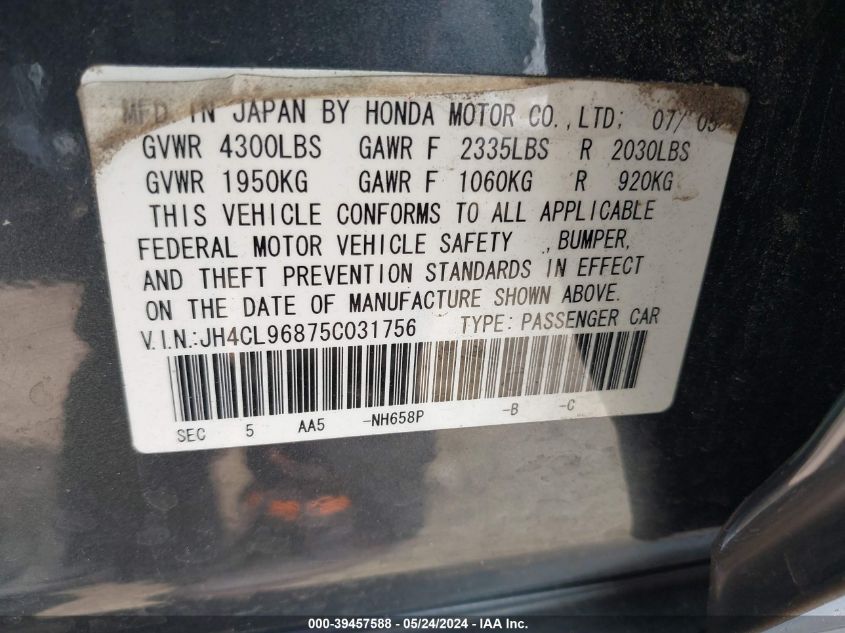 MFD. IN JAPAN BY HONDA MOTOR CO.,LTD; 07/05
GVWR 4300LBS GAWR F 2335LBS R 2030LBS
GVWR 1950KG GAWR F 1060KG R 920KG
THIS VEHICLE CONFORMS TO ALL APPLICABLE
FEDERAL MOTOR VEHICLE SAFETY , BUMPER,
AND THEFT PREVENTION STANDARDS IN EFFECT
ON THE DATE OF MANUFACTURE SHOWN ABOVE.
V.I.N.:JH4CL96875C031756 TYPE: PASSENGER CAR
SEC 5 AA5 -NH658P -B -C
000-39457588 - 05/24/2024 - IAA Inc.